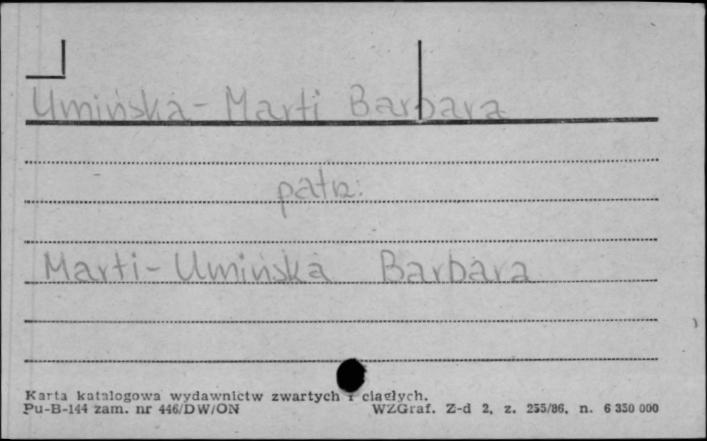 Umińska-Marti Barbara
patrz:
Marti-Umińska Barbara
Karta katalogowa wydawnictw zwartych i ciągłych.
Pu-B-144 zam. nr 446/DW/ON WZGraf. Z-d 2, z. 255/86, n. 6 350 000